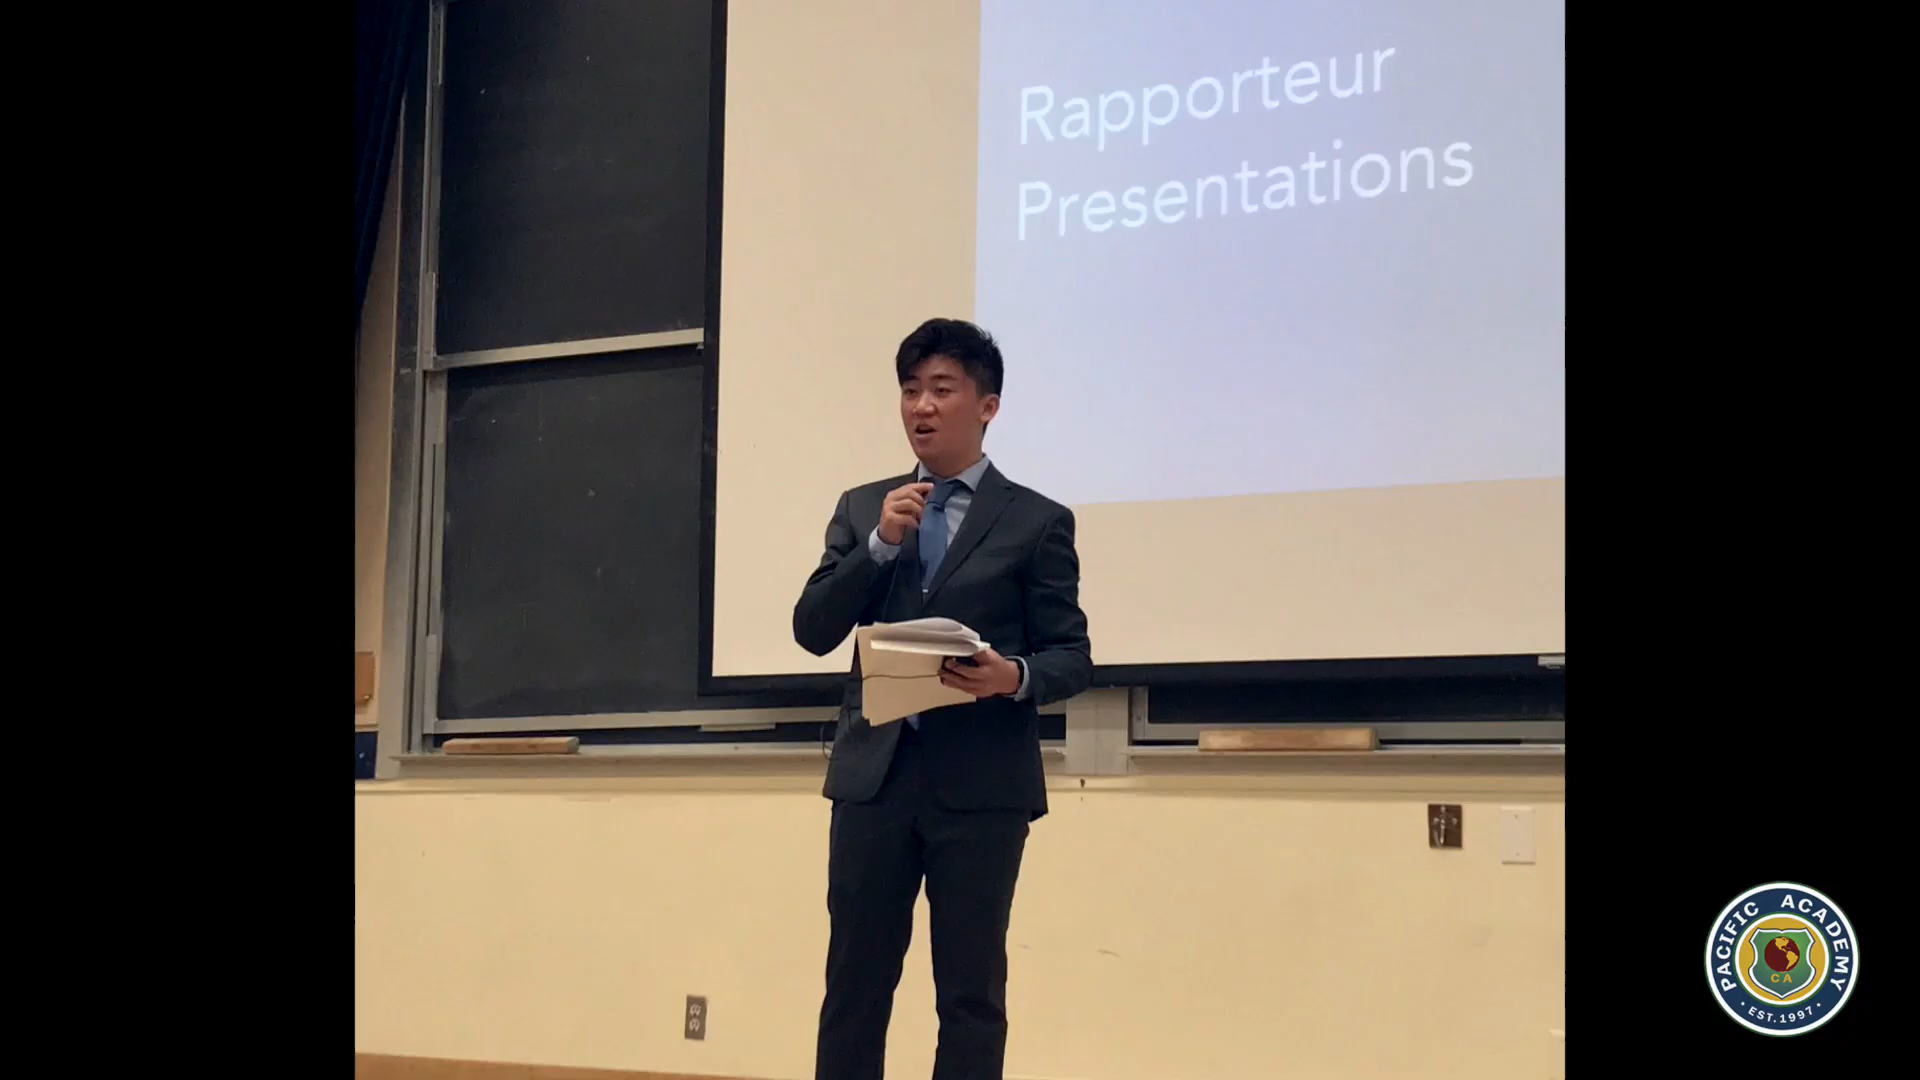 Rapporteur
Presentations
PACIFIC ACADEMY
CA
EST.1997